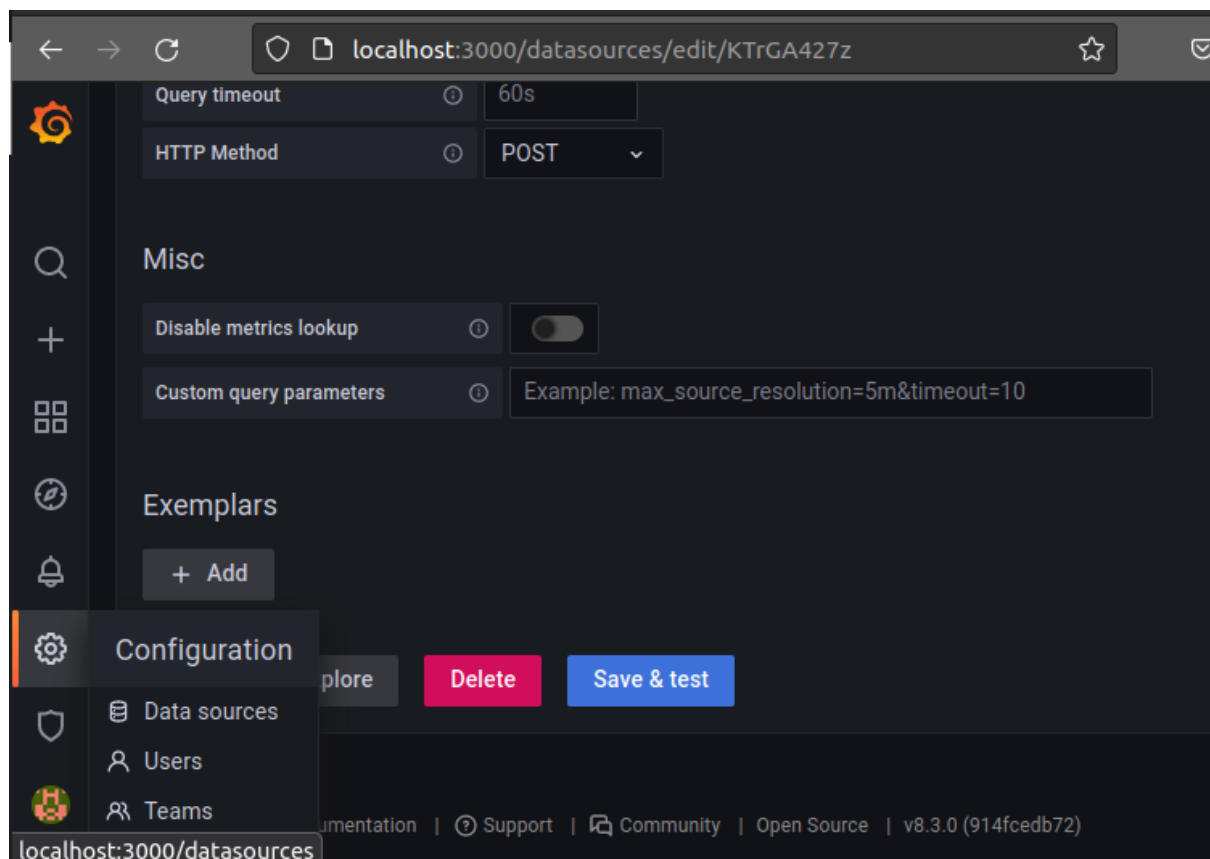 localhost:3000/datasources/edit/KTrGA427z
Query timeout 60s
HTTP Method POST
Misc
Disable metrics lookup
Custom query parameters Example: max_source_resolution=5m&timeout=10
Exemplars
+ Add
Configuration
plore Delete Save & test
Data sources
Users
Teams
umentation | Support | Community | Open Source | v8.3.0 (914fcedb72)
localhost:3000/datasources